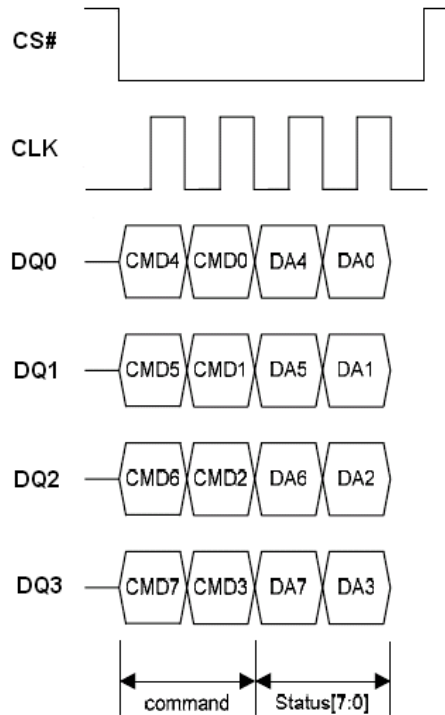 CS#
CLK
DQ0 CMD4 CMD0 DA4 DA0
DQ1 CMD5 CMD1 DA5 DA1
DQ2 CMD6 CMD2 DA6 DA2
DQ3 CMD7 CMD3 DA7 DA3
command Status[7:0]